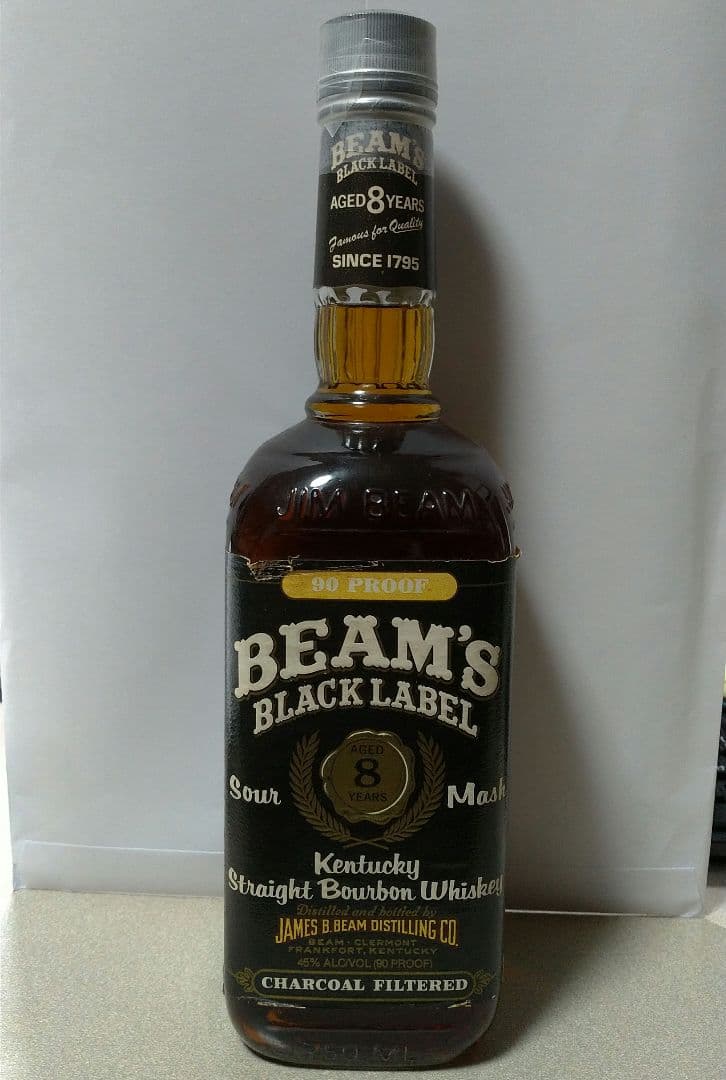 BEAM'S
BLACK LABEL
AGED 8 YEARS
Famous for Quality
SINCE 1795
JIM BEAM
90 PROOF
BEAM'S
BLACK LABEL
AGED
8
YEARS
Sour Mash
Kentucky
Straight Bourbon Whiskey
Distilled and bottled by
JAMES B. BEAM DISTILLING CO.
BEAM · CLERMONT
FRANKFORT, KENTUCKY
45% ALC/VOL (90 PROOF)
CHARCOAL FILTERED
750 ML